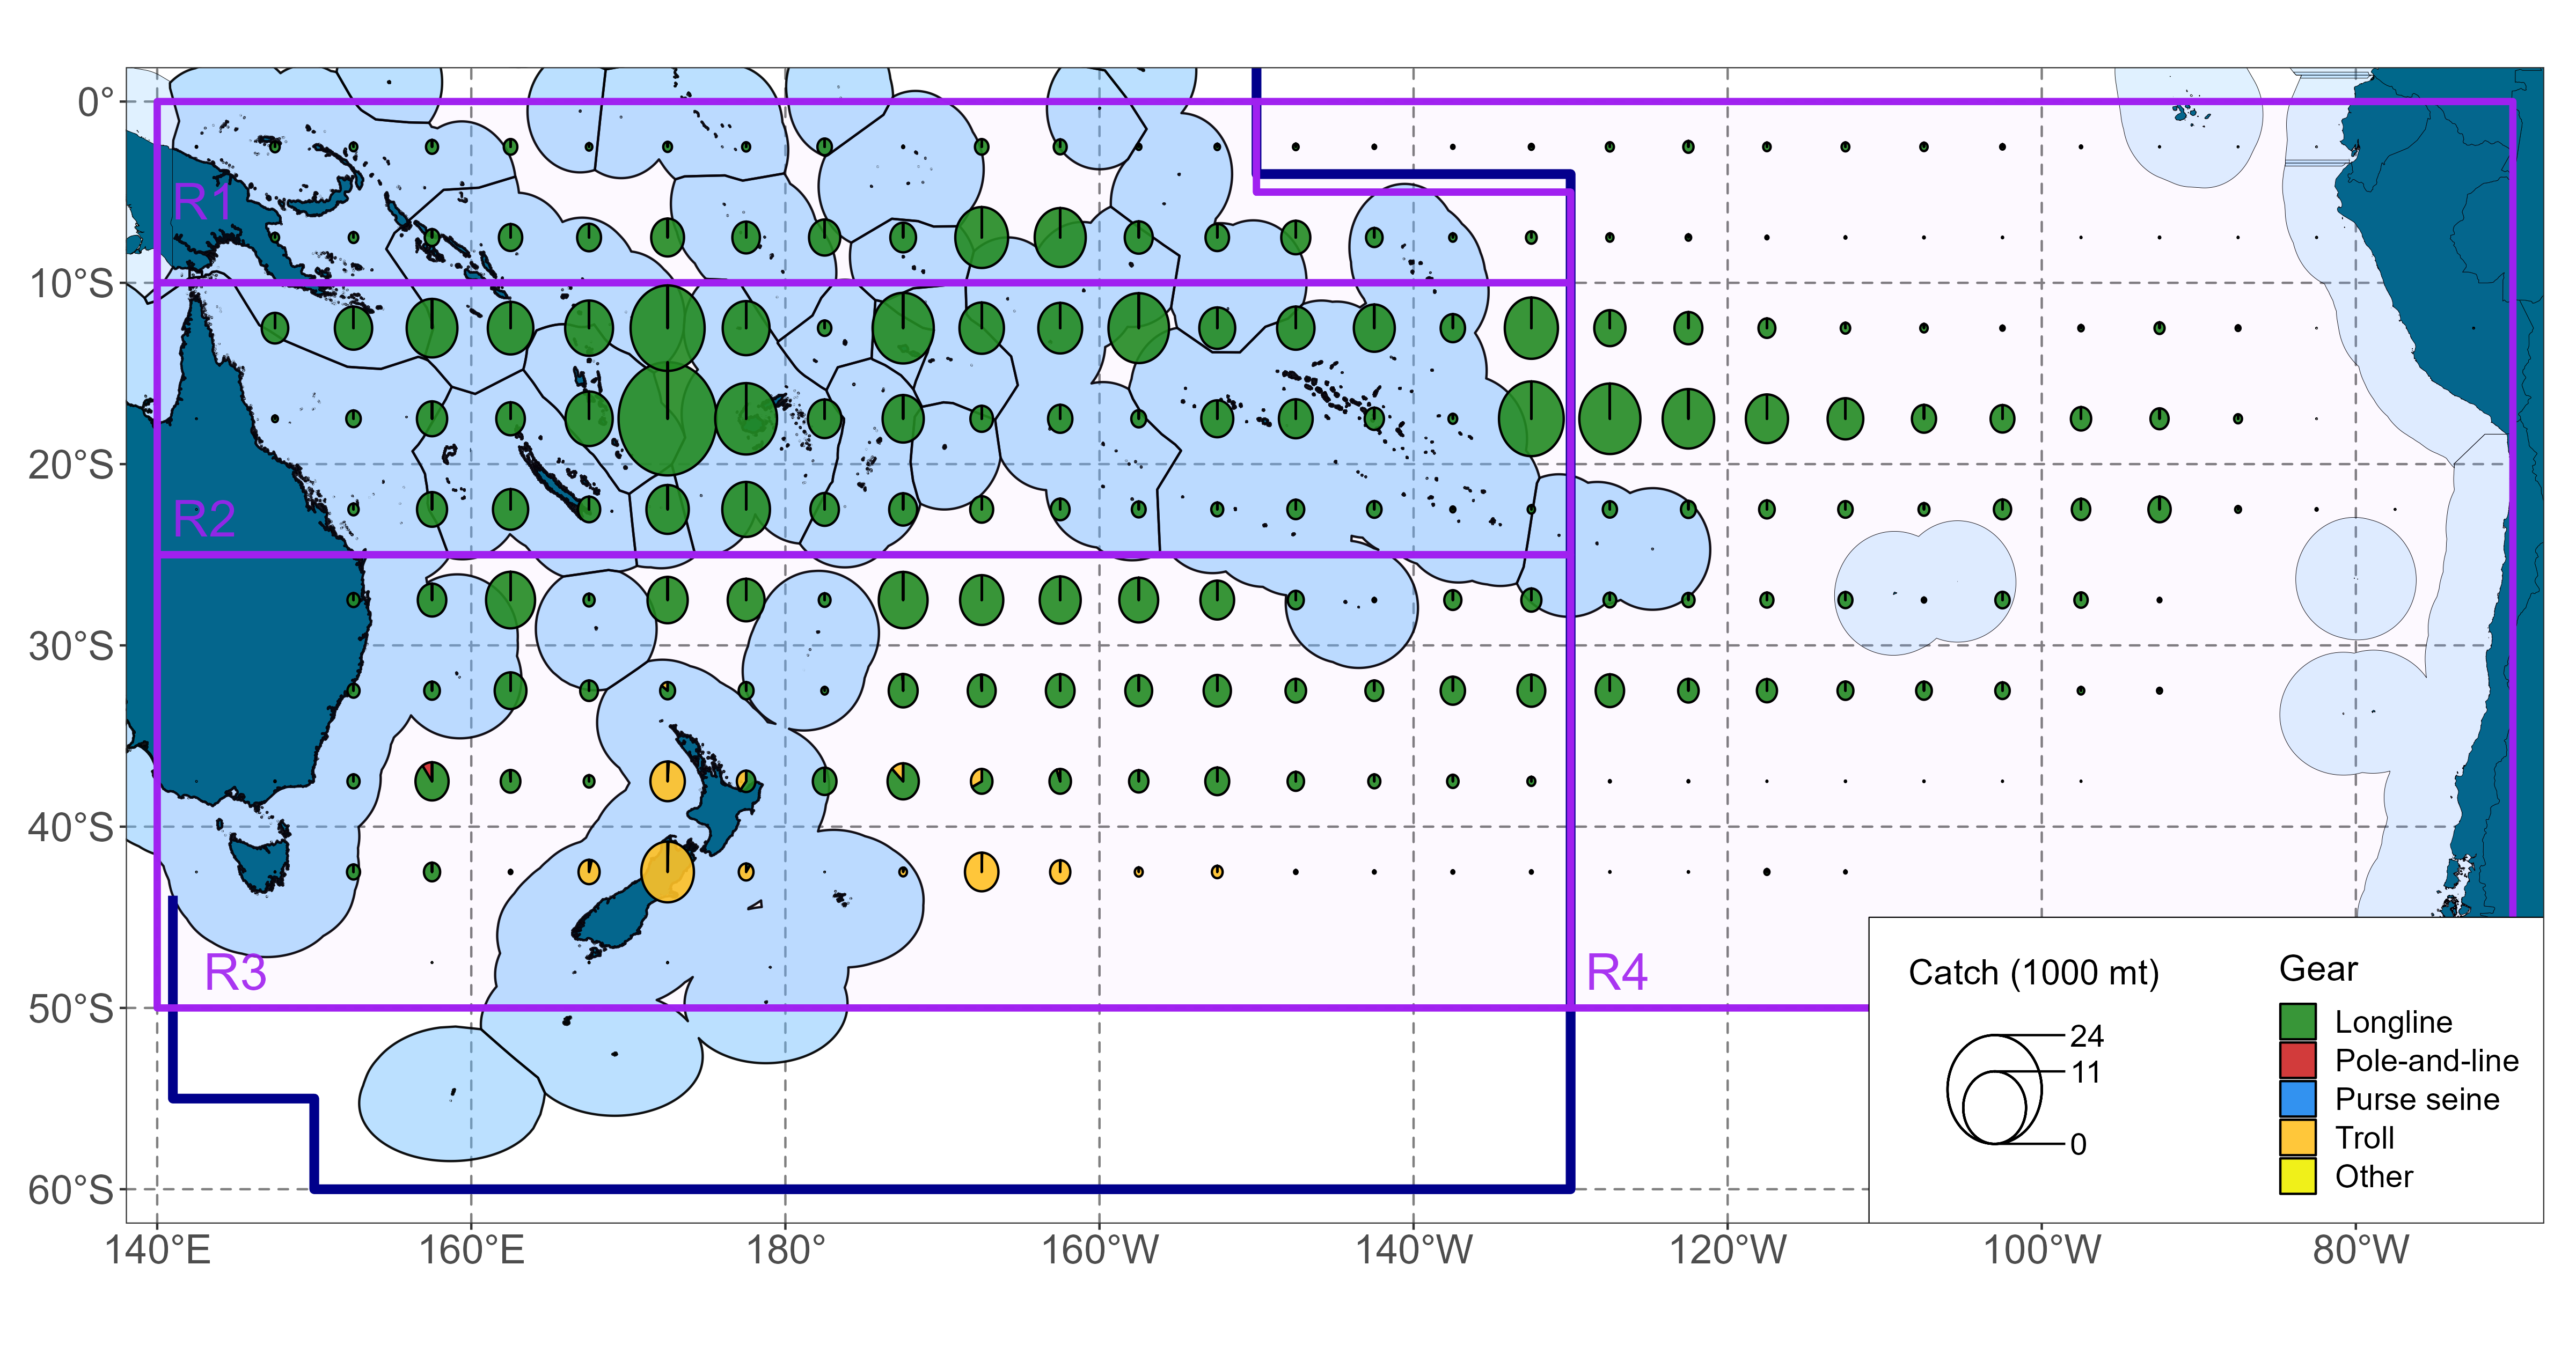 0°
10°S
20°S
30°S
40°S
50°S
60°S
R1
R2
R3
R4
Catch (1000 mt)
24
11
0
Gear
Longline
Pole-and-line
Purse seine
Troll
Other
140°E
160°E
180°
160°W
140°W
120°W
100°W
80°W